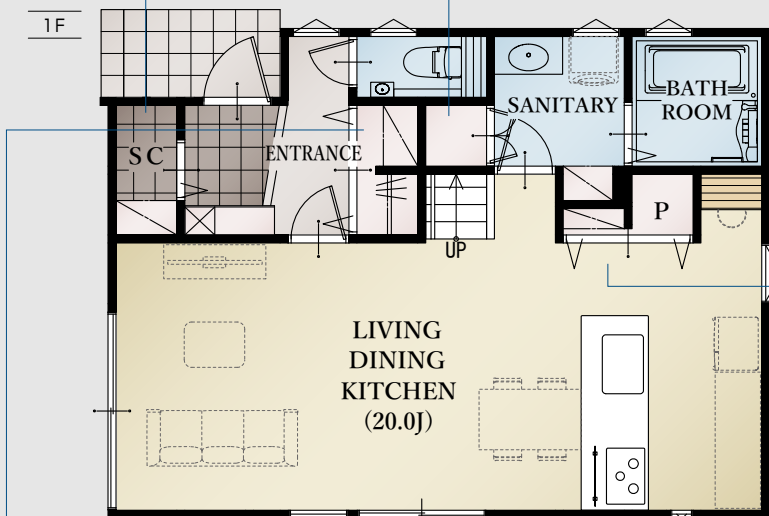 1F
SANITARY
BATH
ROOM
SC
ENTRANCE
P
UP
LIVING
DINING
KITCHEN
(20.0J)